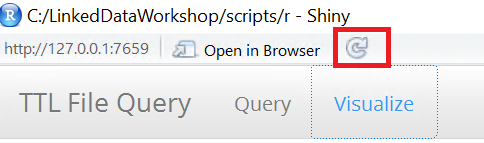 R C:/LinkedDataWorkshop/scripts/r - Shiny
http://127.0.0.1:7659 Open in Browser
TTL File Query Query Visualize